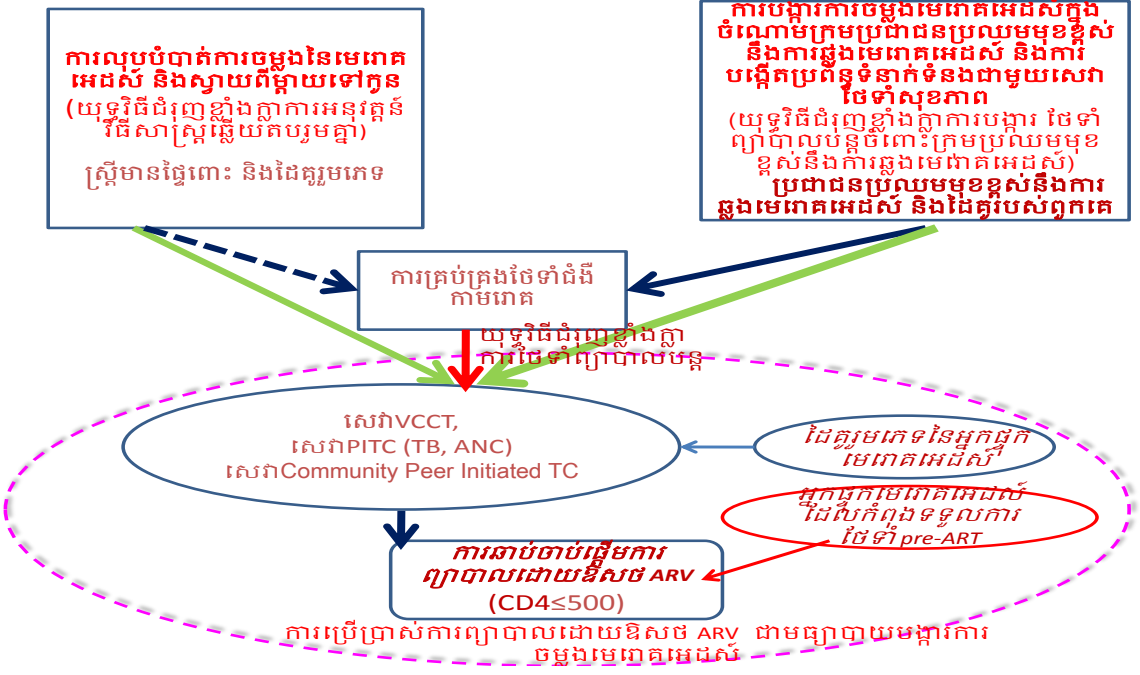 ការលុបបំបាត់ការចម្លងនៃមេរោគ
អេដស៍ និងស្វាយពីម្តាយទៅកូន
(យុទ្ធវិធីជំរុញខ្លាំងក្លាការអនុវត្តន៍
វិធីសាស្ត្រឆ្លើយតបរួមគ្នា)
ស្ត្រីមានផ្ទៃពោះ និងដៃគូរួមភេទ
ការបង្ការការចម្លងមេរោគអេដស៍ក្នុង
ចំណោមក្រុមប្រជាជនប្រឈមមុខខ្ពស់
នឹងការឆ្លងមេរោគអេដស៍ និងការ
បង្កើតប្រព័ន្ធទំនាក់ទំនងជាមួយសេវា
ថែទាំសុខភាព
(យុទ្ធវិធីជំរុញខ្លាំងក្លាការបង្ការ ថែទាំ
ព្យាបាលបន្តចំពោះក្រុមប្រឈមមុខ
ខ្ពស់នឹងការឆ្លងមេរោគអេដស៍)
ប្រជាជនប្រឈមមុខខ្ពស់នឹងការ
ឆ្លងមេរោគអេដស៍ និងដៃគូរបស់ពួកគេ
ការគ្រប់គ្រងថែទាំជំងឺ
កាមរោគ
យុទ្ធវិធីជំរុញខ្លាំងក្លា
ការថែទាំព្យាបាលបន្ត
សេវាVCCT,
សេវាPITC (TB, ANC)
សេវាCommunity Peer Initiated TC
ដៃគូរួមភេទនៃអ្នកផ្ទុក
មេរោគអេដស៍
អ្នកផ្ទុកមេរោគអេដស៍
ដែលកំពុងទទួលការ
ថែទាំ pre-ART
ការឆាប់ចាប់ផ្តើមការ
ព្យាបាលដោយឱសថ ARV
(CD4≤500)
ការប្រើប្រាស់ការព្យាបាលដោយឱសថ ARV ជាមធ្យោបាយបង្ការការ
ចម្លងមេរោគអេដស៍